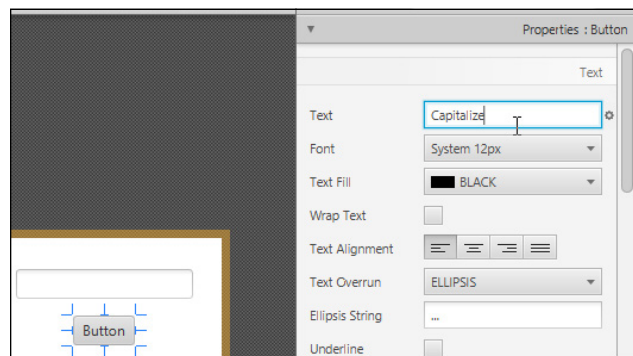 Properties : Button
Text
Text Capitalize
Font System 12px
Text Fill BLACK
Wrap Text
Text Alignment
Text Overrun ELLIPSIS
Ellipsis String ...
Button
Underline